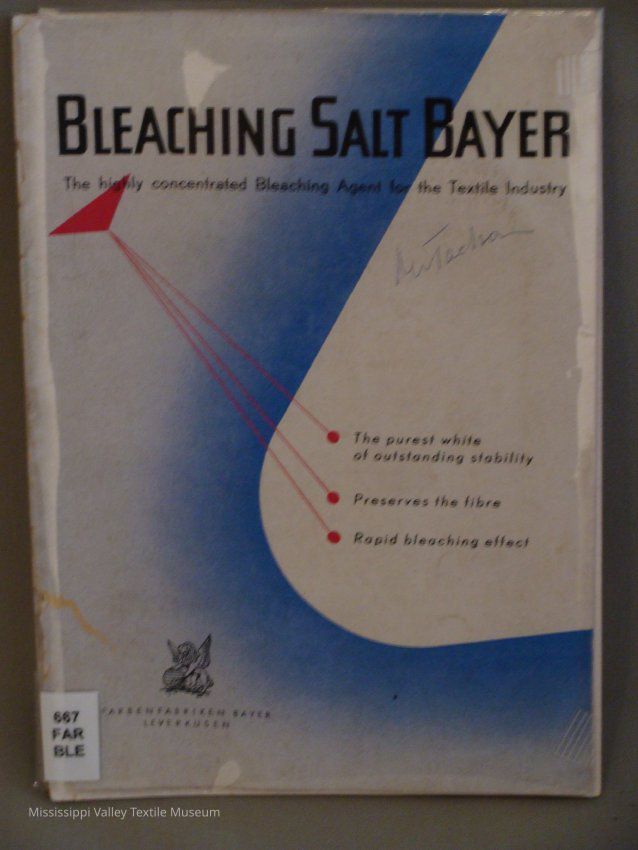 BLEACHING SALT BAYER
The highly concentrated Bleaching Agent for the Textile Industry
The purest white
of outstanding stability
Preserves the fibre
Rapid bleaching effect
FARBENFABRIKEN BAYER
LEVERKUSEN
667
FAR
BLE
Mississippi Valley Textile Museum